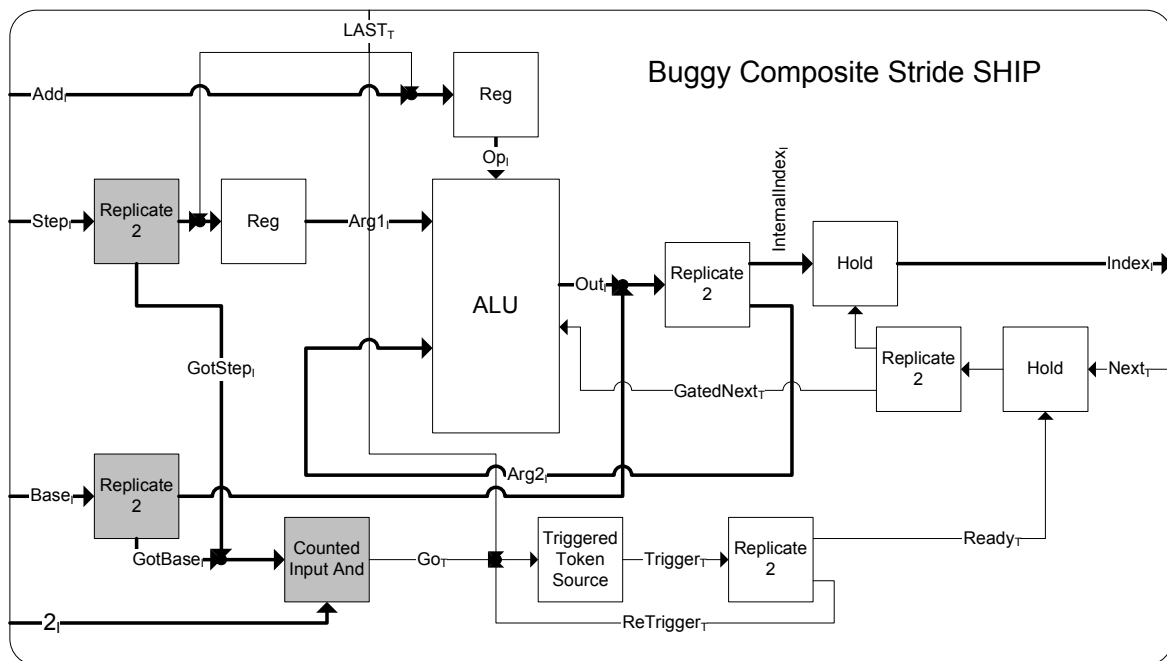 LAST_T
Buggy Composite Stride SHIP
Add_I
Reg
Op_I
Step_I
Replicate
2
Reg
Arg1_I
ALU
Out_I
Replicate
2
InternalIndex_I
Hold
Index_I
GotStep_I
GatedNext_T
Replicate
2
Hold
Next_T
Arg2_I
Base_I
Replicate
2
GotBase_I
Counted
Input And
Go_T
Triggered
Token
Source
Trigger_T
Replicate
2
Ready_T
2_I
ReTrigger_T